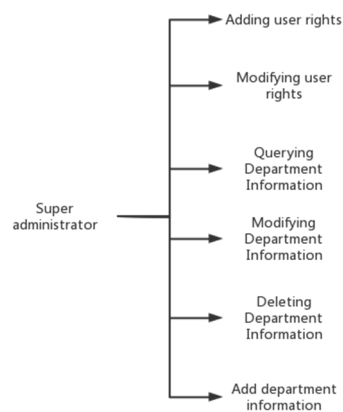 Adding user rights
Modifying user
rights
Querying
Department
Information
Super
administrator
Modifying
Department
Information
Deleting
Department
Information
Add department
information